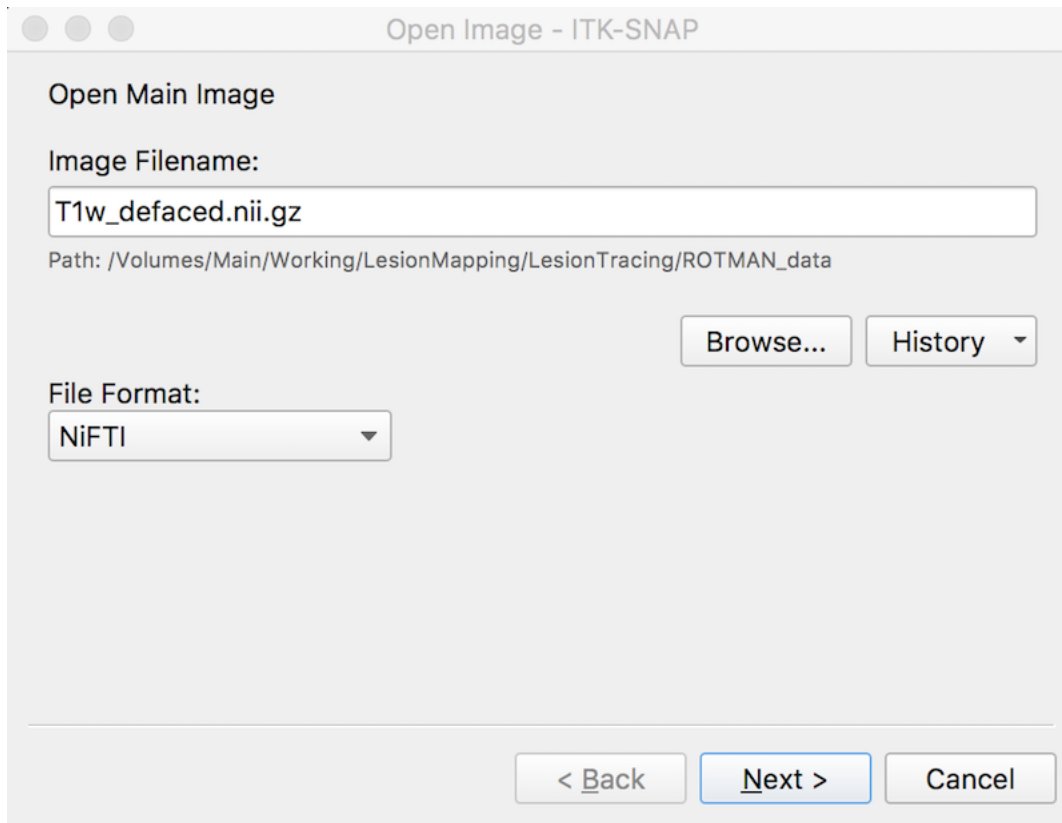 Open Image - ITK-SNAP
Open Main Image
Image Filename:
T1w_defaced.nii.gz
Path: /Volumes/Main/Working/LesionMapping/LesionTracing/ROTMAN_data
Browse... History
File Format:
NiFTI
< Back Next > Cancel